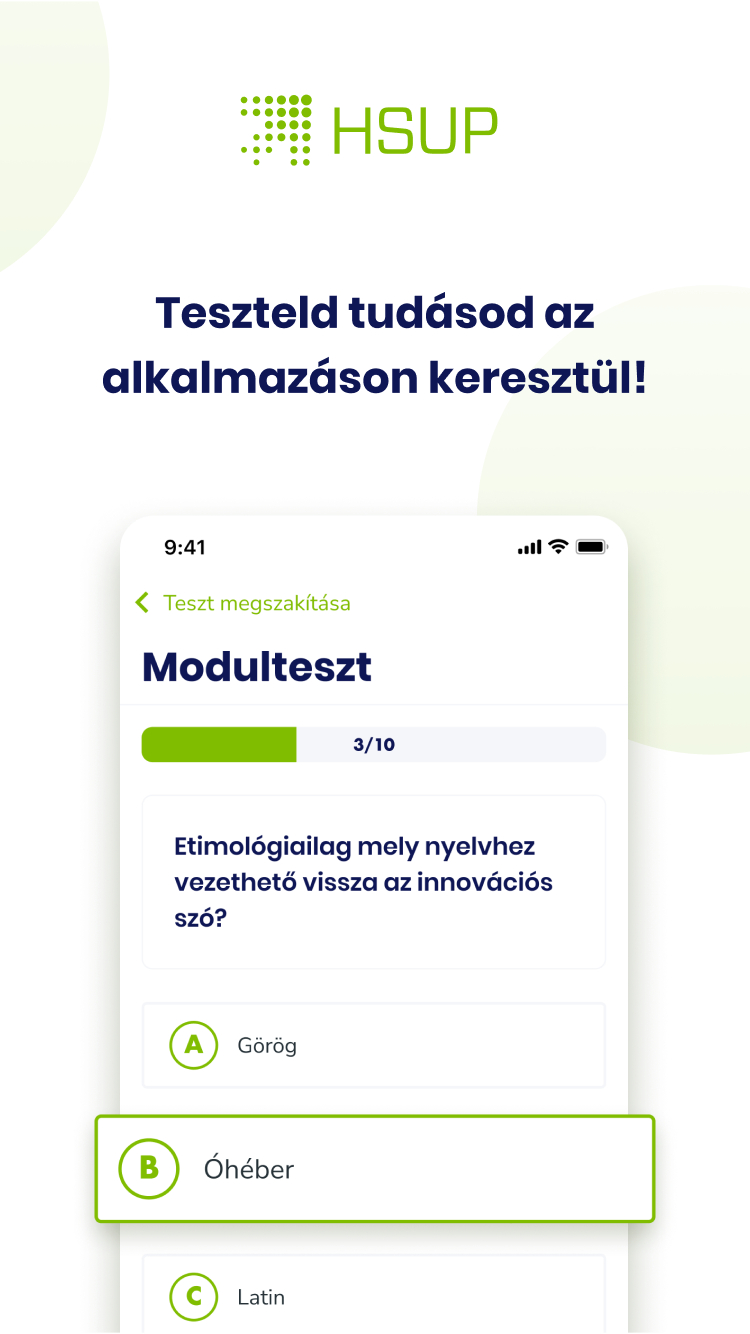 HSUP
Teszteld tudásod az
alkalmazáson keresztül!
9:41
Teszt megszakítása
Modulteszt
3/10
Etimológiailag mely nyelvhez
vezethető vissza az innovációs
szó?
A Görög
B Óhéber
C Latin